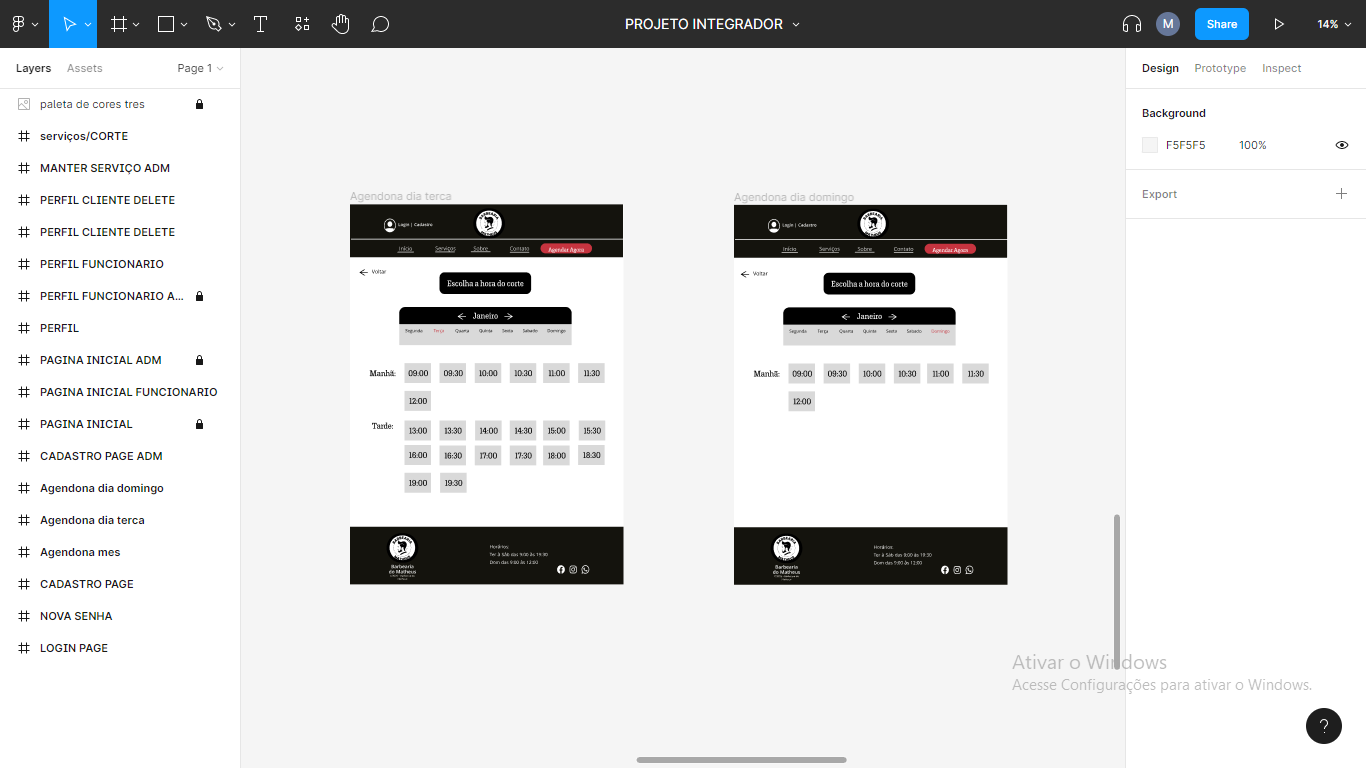 PROJETO INTEGRADOR
M
Share
14%
Layers
Assets
Page 1
Design
Prototype
Inspect
Background
F5F5F5
100%
Export
paleta de cores tres
serviços/CORTE
MANTER SERVIÇO ADM
PERFIL CLIENTE DELETE
PERFIL CLIENTE DELETE
PERFIL FUNCIONARIO
PERFIL FUNCIONARIO A...
PERFIL
PAGINA INICIAL ADM
PAGINA INICIAL FUNCIONARIO
PAGINA INICIAL
CADASTRO PAGE ADM
Agendona dia domingo
Agendona dia terca
Agendona mes
CADASTRO PAGE
NOVA SENHA
LOGIN PAGE
Agendona dia terca
Login | Cadastro
Início Serviços Sobre Contato Agendar Agora
Voltar
Escolha a hora do corte
Janeiro
Segunda Terça Quarta Quinta Sexta Sabado Domingo
Manhã: 09:00 09:30 10:00 10:30 11:00 11:30
12:00
Tarde: 13:00 13:30 14:00 14:30 15:00 15:30
16:00 16:30 17:00 17:30 18:00 18:30
19:00 19:30
Barbearia
do Matheus
Horários:
Ter à Sáb das 9:00 às 19:30
Dom das 9:00 às 12:00
Agendona dia domingo
Login | Cadastro
Início Serviços Sobre Contato Agendar Agora
Voltar
Escolha a hora do corte
Janeiro
Segunda Terça Quarta Quinta Sexta Sabado Domingo
Manhã: 09:00 09:30 10:00 10:30 11:00 11:30
12:00
Barbearia
do Matheus
Horários:
Ter à Sáb das 9:00 às 19:30
Dom das 9:00 às 12:00
Ativar o Windows
Acesse Configurações para ativar o Windows.
?